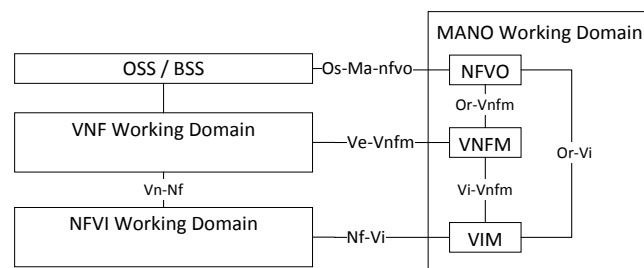 MANO Working Domain
OSS / BSS
Os-Ma-nfvo
NFVO
Or-Vnfm
VNF Working Domain
Ve-Vnfm
VNFM
Or-Vi
Vn-Nf
Vi-Vnfm
NFVI Working Domain
Nf-Vi
VIM